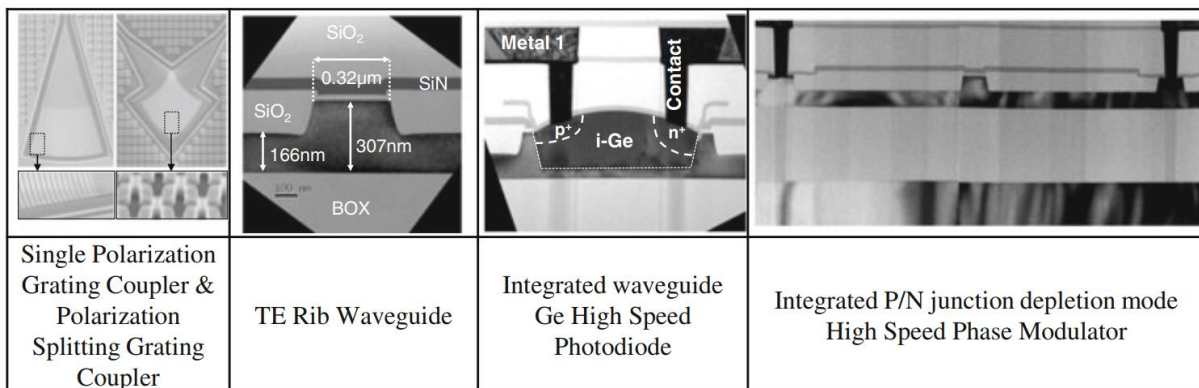 SiO2
0.32µm
SiN
SiO2
166nm
307nm
100 nm
BOX
Metal 1
Contact
p+
i-Ge
n+
Single Polarization
Grating Coupler &
Polarization
Splitting Grating
Coupler
TE Rib Waveguide
Integrated waveguide
Ge High Speed
Photodiode
Integrated P/N junction depletion mode
High Speed Phase Modulator